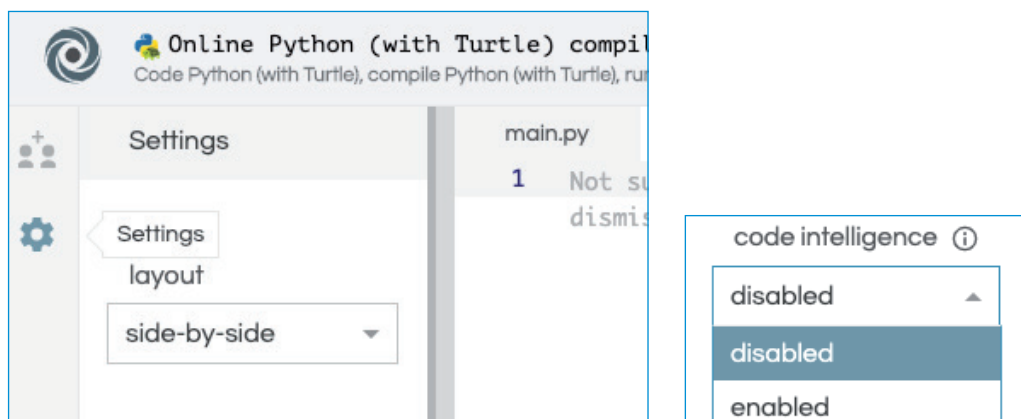 Online Python (with Turtle) compil
Code Python (with Turtle), compile Python (with Turtle), run
Settings
main.py
1 Not su
dismis
Settings
layout
side-by-side
code intelligence
disabled
disabled
enabled